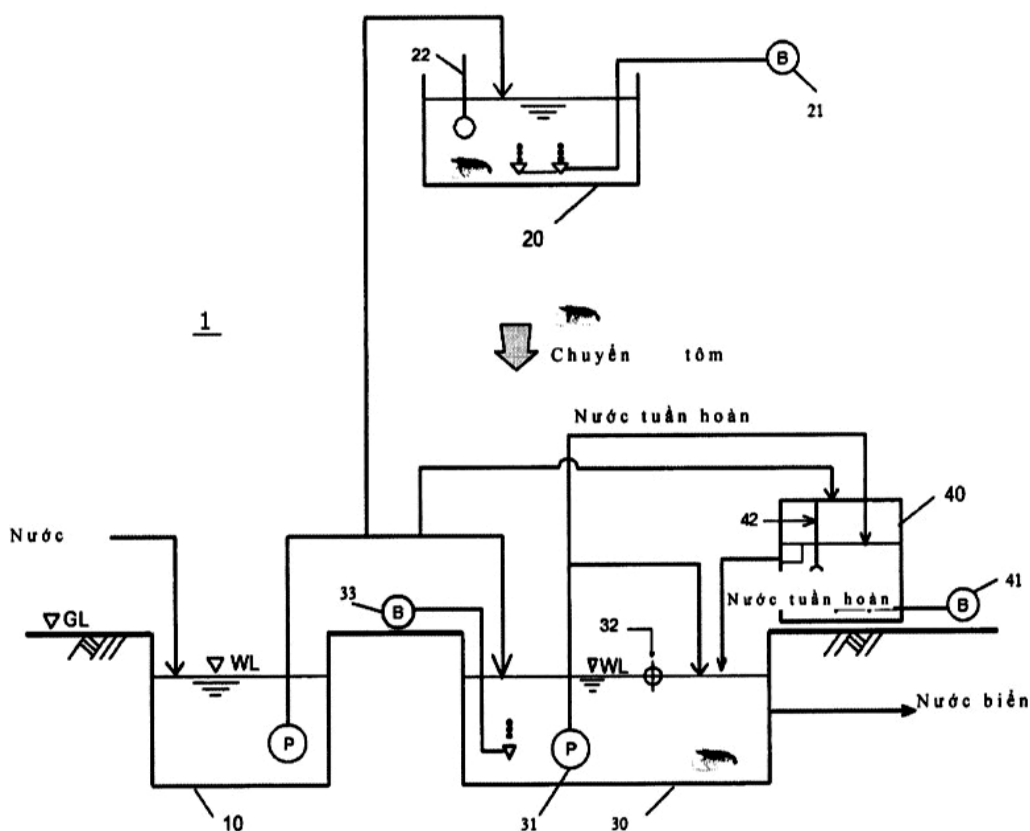 22
B
21
20
1
Chuyển tôm
Nước tuần hoàn
40
42
Nước
33
B
41
Nước tuần hoàn
B
GL
32
WL
WL
Nước biển
P
P
10
31
30